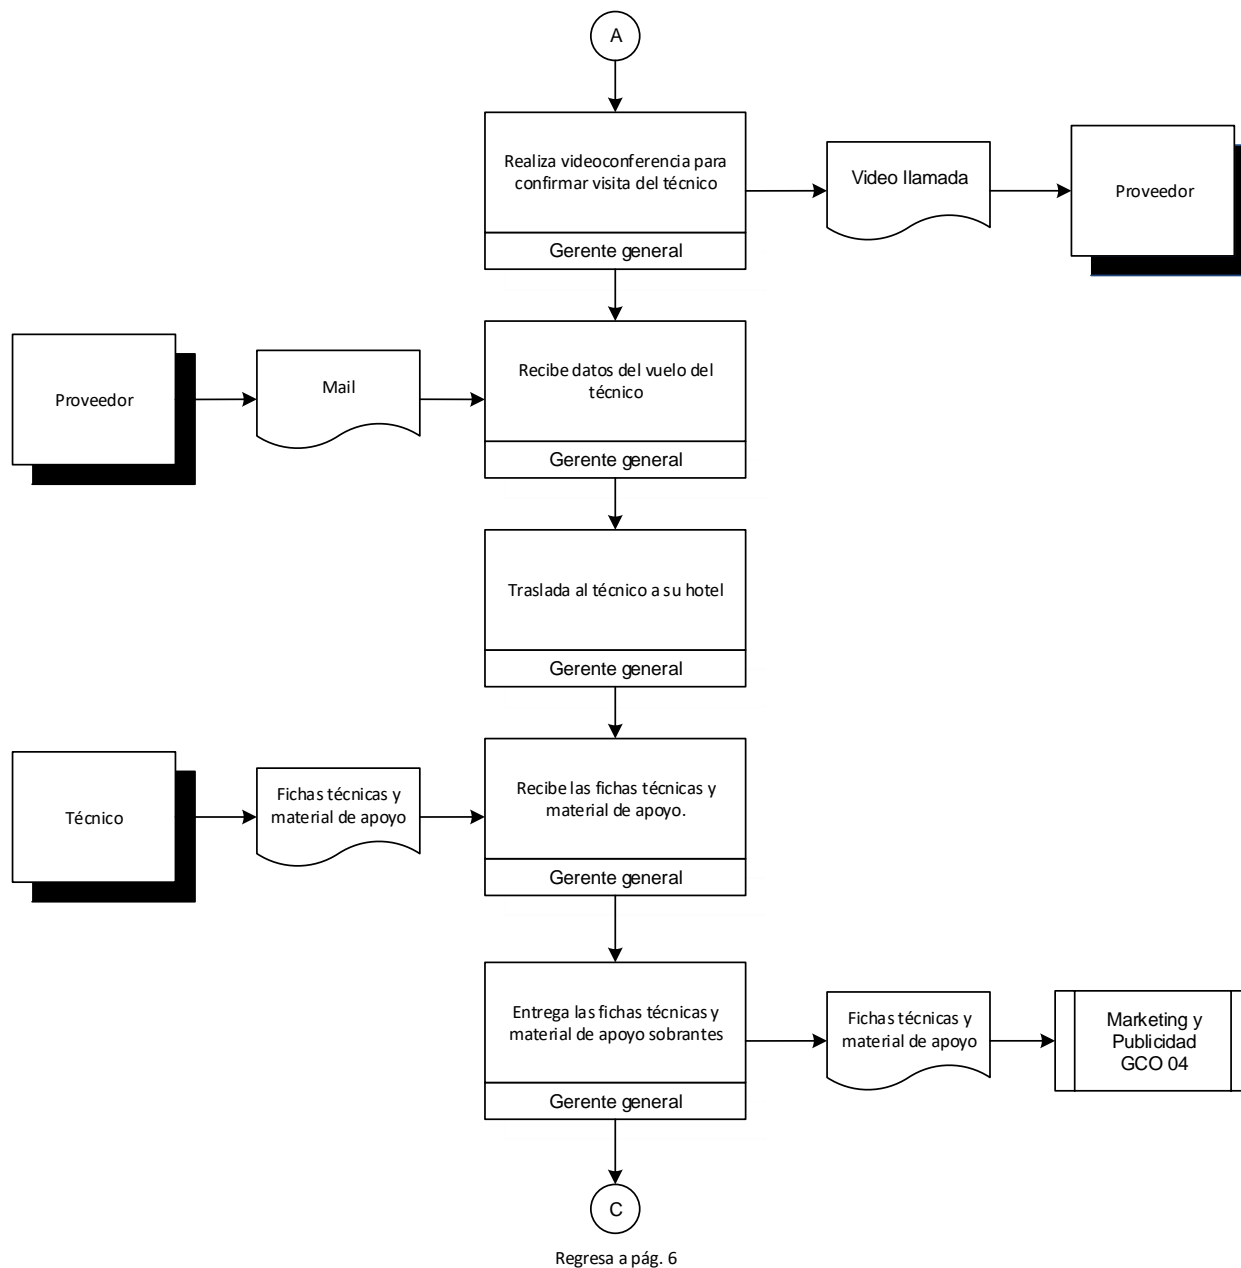 A
Realiza videoconferencia para
confirmar visita del técnico
Gerente general
Video llamada
Proveedor
Proveedor
Mail
Recibe datos del vuelo del
técnico
Gerente general
Traslada al técnico a su hotel
Gerente general
Técnico
Fichas técnicas y
material de apoyo
Recibe las fichas técnicas y
material de apoyo.
Gerente general
Entrega las fichas técnicas y
material de apoyo sobrantes
Gerente general
Fichas técnicas y
material de apoyo
Marketing y
Publicidad
GCO 04
C
Regresa a pág. 6